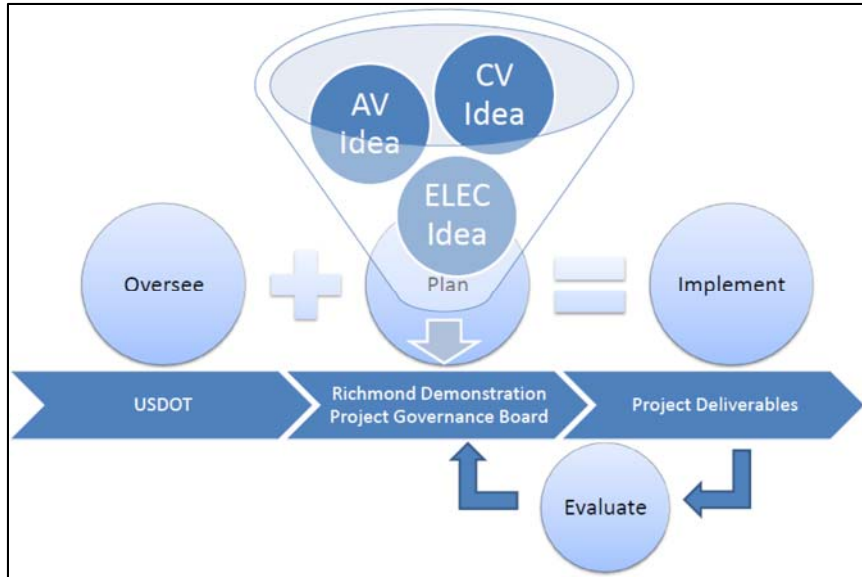 AV
Idea
CV
Idea
ELEC
Idea
Oversee
Plan
Implement
USDOT
Richmond Demonstration
Project Governance Board
Project Deliverables
Evaluate